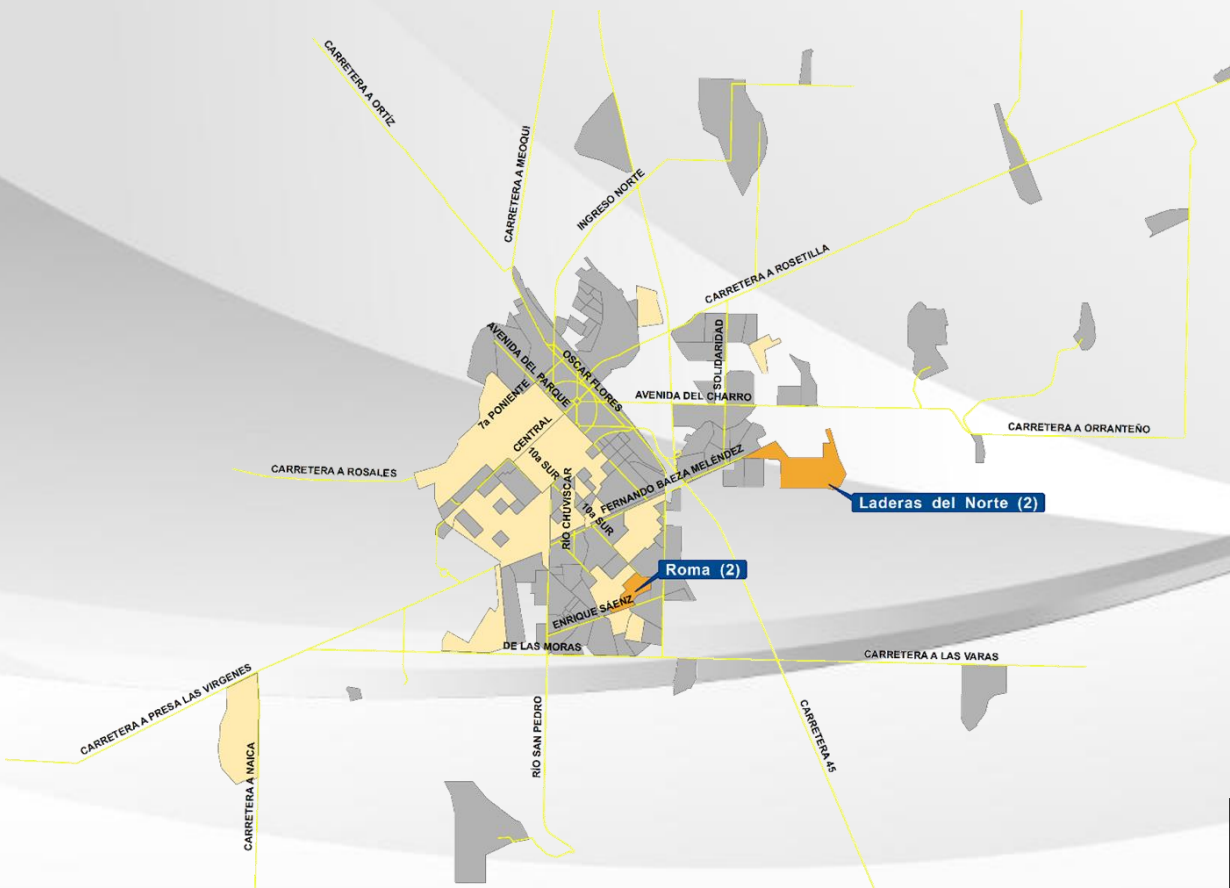 CARRETERA A ORTÍZ
CARRETERA A MEOQUI
INGRESO NORTE
CARRETERA A ROSETILLA
AVENIDA DEL PARQUE
OSCAR FLORES
SOLIDARIDAD
7a PONIENTE
AVENIDA DEL CHARRO
CENTRAL
CARRETERA A ORRANTEÑO
10a SUR
CARRETERA A ROSALES
FERNANDO BAEZA MELÉNDEZ
RÍO CHUVISCAR
10a SUR
Laderas del Norte (2)
Roma (2)
ENRIQUE SÁENZ
DE LAS MORAS
CARRETERA A LAS VARAS
CARRETERA A PRESA LAS VIRGENES
RÍO SAN PEDRO
CARRETERA 45
CARRETERA A NAICA